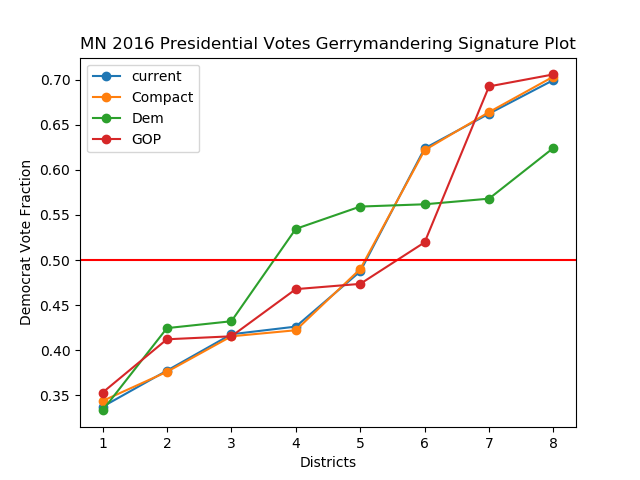 MN 2016 Presidential Votes Gerrymandering Signature Plot
current
Compact
Dem
GOP
0.70
0.65
0.60
0.55
0.50
0.45
0.40
0.35
Democrat Vote Fraction
1 2 3 4 5 6 7 8
Districts